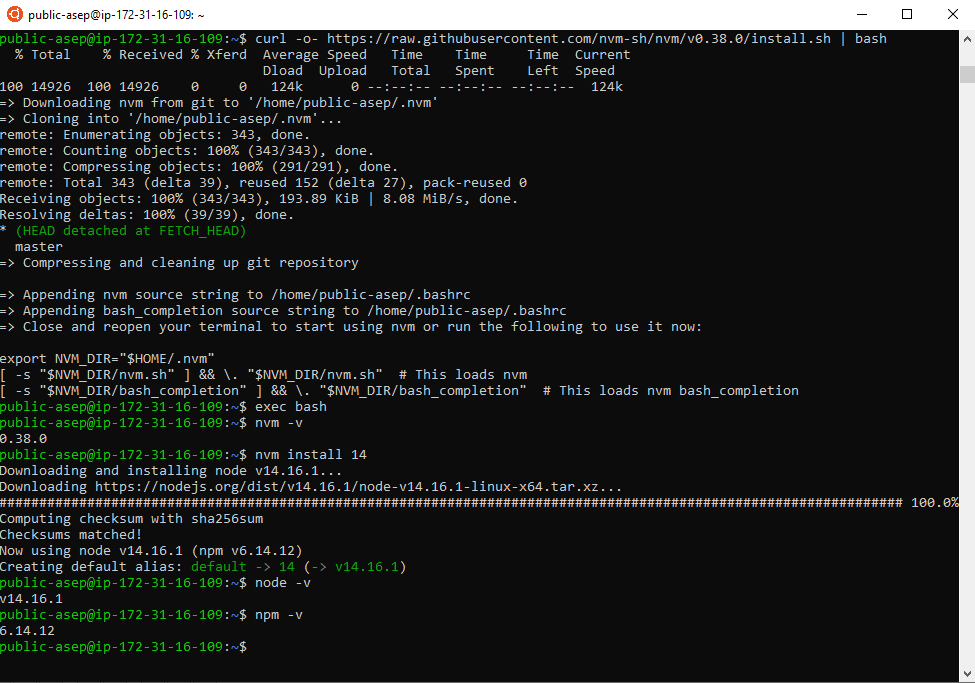 public-asep@ip-172-31-16-109: ~
public-asep@ip-172-31-16-109:~$ curl -o- https://raw.githubusercontent.com/nvm-sh/nvm/v0.38.0/install.sh | bash
  % Total    % Received % Xferd  Average Speed   Time    Time     Time  Current
                                 Dload  Upload   Total   Spent    Left  Speed
100 14926  100 14926    0     0   124k      0 --:--:-- --:--:-- --:--:--  124k
=> Downloading nvm from git to '/home/public-asep/.nvm'
=> Cloning into '/home/public-asep/.nvm'...
remote: Enumerating objects: 343, done.
remote: Counting objects: 100% (343/343), done.
remote: Compressing objects: 100% (291/291), done.
remote: Total 343 (delta 39), reused 152 (delta 27), pack-reused 0
Receiving objects: 100% (343/343), 193.89 KiB | 8.08 MiB/s, done.
Resolving deltas: 100% (39/39), done.
* (HEAD detached at FETCH_HEAD)
  master
=> Compressing and cleaning up git repository
=> Appending nvm source string to /home/public-asep/.bashrc
=> Appending bash_completion source string to /home/public-asep/.bashrc
=> Close and reopen your terminal to start using nvm or run the following to use it now:
export NVM_DIR="$HOME/.nvm"
[ -s "$NVM_DIR/nvm.sh" ] && \. "$NVM_DIR/nvm.sh"  # This loads nvm
[ -s "$NVM_DIR/bash_completion" ] && \. "$NVM_DIR/bash_completion"  # This loads nvm bash_completion
public-asep@ip-172-31-16-109:~$ exec bash
public-asep@ip-172-31-16-109:~$ nvm -v
0.38.0
public-asep@ip-172-31-16-109:~$ nvm install 14
Downloading and installing node v14.16.1...
Downloading https://nodejs.org/dist/v14.16.1/node-v14.16.1-linux-x64.tar.xz...
################################################################################################################# 100.0%
Computing checksum with sha256sum
Checksums matched!
Now using node v14.16.1 (npm v6.14.12)
Creating default alias: default -> 14 (-> v14.16.1)
public-asep@ip-172-31-16-109:~$ node -v
v14.16.1
public-asep@ip-172-31-16-109:~$ npm -v
6.14.12
public-asep@ip-172-31-16-109:~$